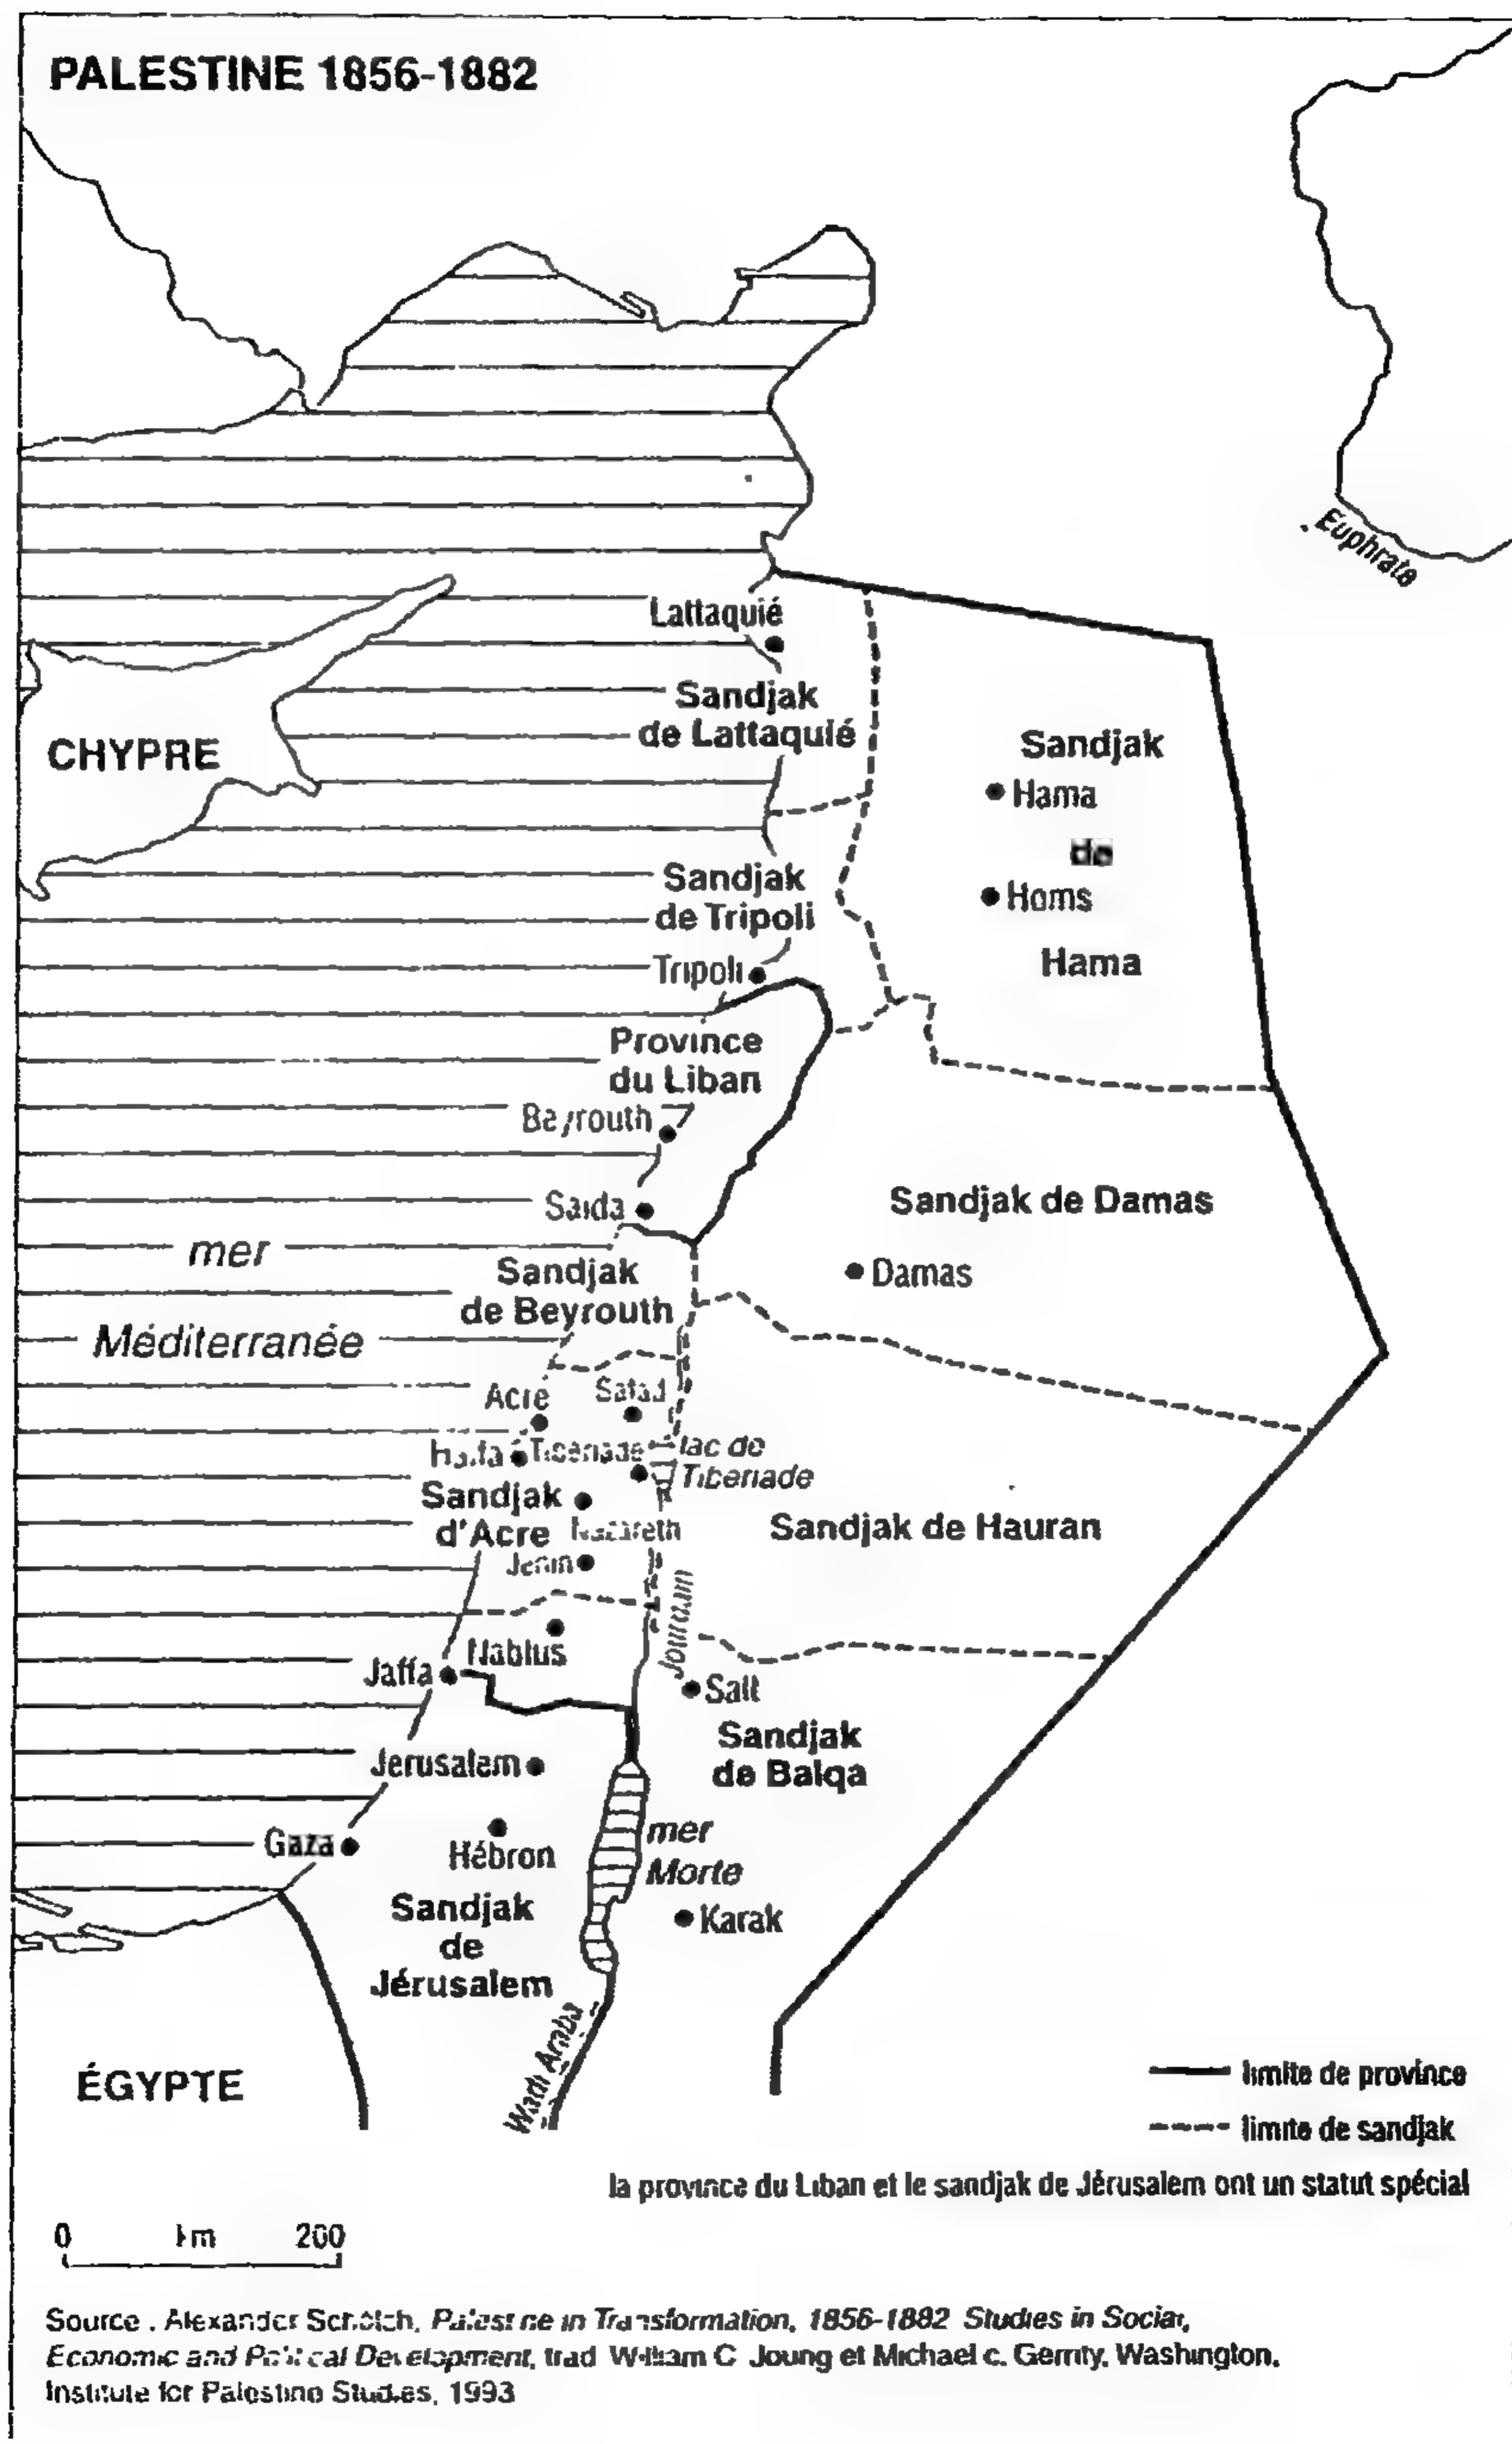 PALESTINE 1856-1882
Euphrate
Lattaquié
Sandjak
de Lattaquié
CHYPRE
Sandjak
Hama
de
Homs
Hama
Sandjak
de Tripoli
Tripoli
Province
du Liban
Beyrouth
Saïda
Sandjak de Damas
mer
Méditerranée
Sandjak
de Beyrouth
Damas
Acre
Safad
Haïfa
Tibériade
lac de
Tibériade
Sandjak
d'Acre
Nazareth
Sandjak de Hauran
Jenin
Jourdain
Nablus
Jaffa
Salt
Sandjak
de Balqa
Jerusalem
Gaza
Hébron
mer
Morte
Karak
Sandjak
de
Jérusalem
Wadi Araba
ÉGYPTE
limite de province
limite de sandjak
la province du Liban et le sandjak de Jérusalem ont un statut spécial
0 km 200
Source : Alexander Schölch, Palestine in Transformation, 1856-1882 Studies in Social,
Economic and Political Development, trad William C Joung et Michael c. Gerrity, Washington,
Institute for Palestine Studies, 1993